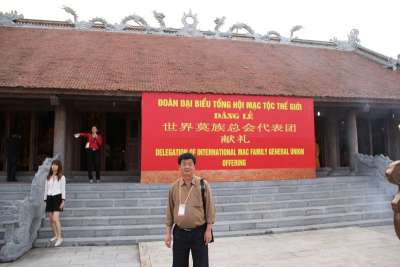 ĐOÀN ĐẠI BIỂU TỔNG HỘI MẠC TỘC THẾ GIỚI
DÂNG LỄ
世界莫族总会代表团
献礼
DELEGATION OF INTERNATIONAL MAC FAMILY GENERAL UNION
OFFERING